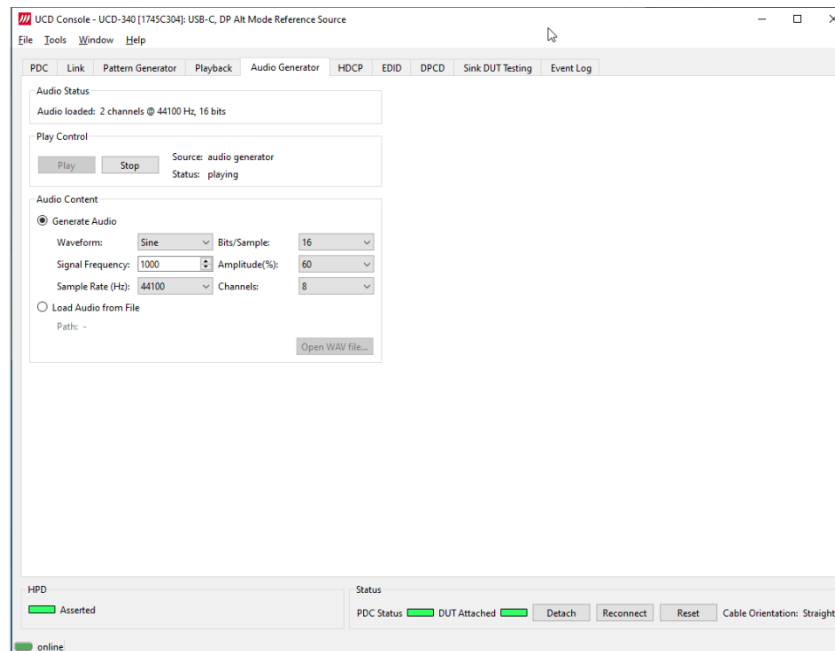 UCD Console - UCD-340 [1745C304]: USB-C, DP Alt Mode Reference Source
File Tools Window Help
PDC Link Pattern Generator Playback Audio Generator HDCP EDID DPCD Sink DUT Testing Event Log
Audio Status
Audio loaded: 2 channels @ 44100 Hz, 16 bits
Play Control
Play Stop Source: audio generator
Status: playing
Audio Content
Generate Audio
Waveform: Sine Bits/Sample: 16
Signal Frequency: 1000 Amplitude(%): 60
Sample Rate (Hz): 44100 Channels: 8
Load Audio from File
Path: -
Open WAV file...
HPD
Asserted
Status
PDC Status DUT Attached Detach Reconnect Reset Cable Orientation: Straight
online